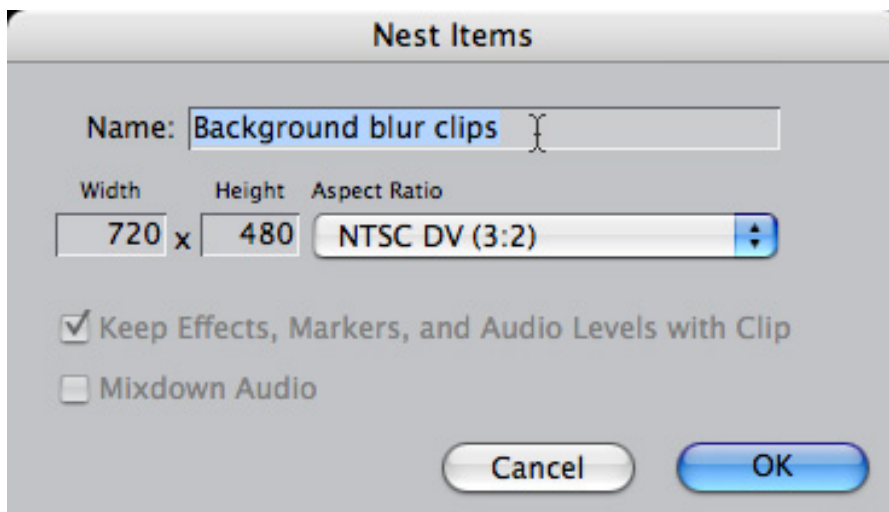 Nest Items
Name: Background blur clips
Width Height Aspect Ratio
720 x 480 NTSC DV (3:2)
Keep Effects, Markers, and Audio Levels with Clip
Mixdown Audio
Cancel OK